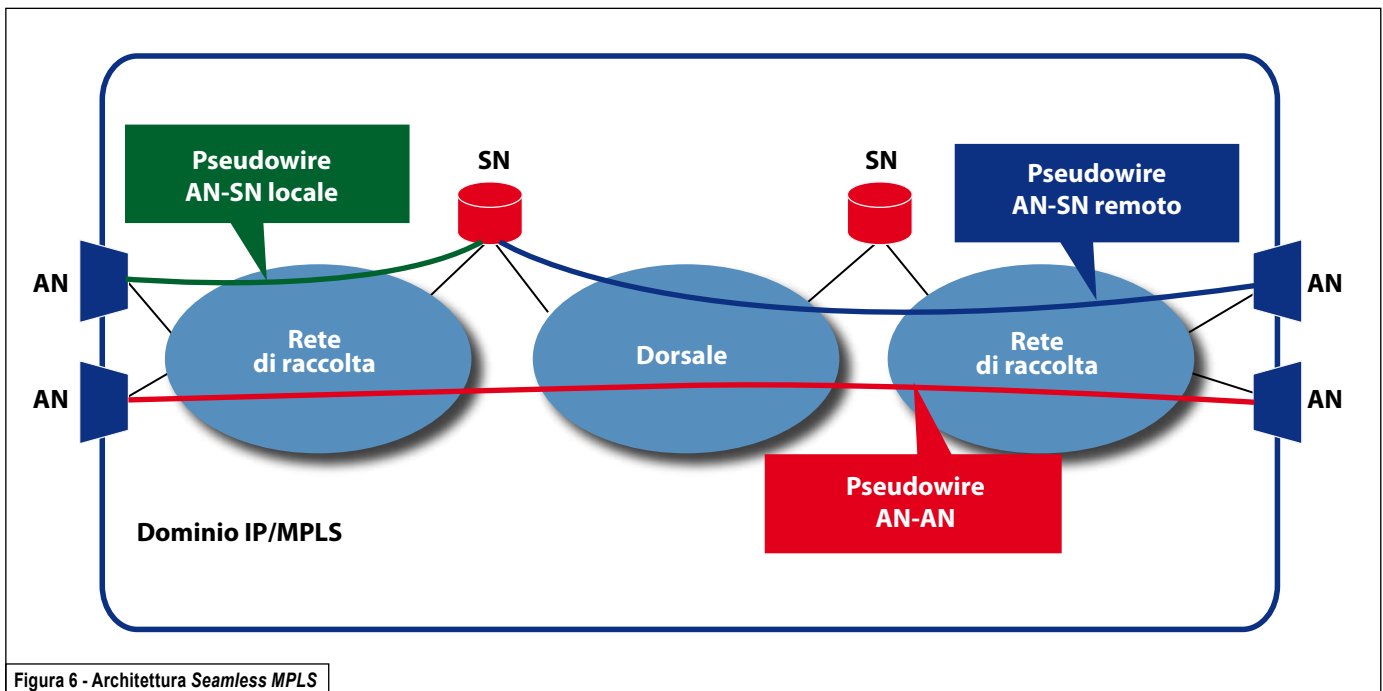 Pseudowire
AN-SN locale
SN
SN
Pseudowire
AN-SN remoto
AN
AN
Rete
di raccolta
Dorsale
Rete
di raccolta
AN
AN
Pseudowire
AN-AN
Dominio IP/MPLS
Figura 6 - Architettura Seamless MPLS